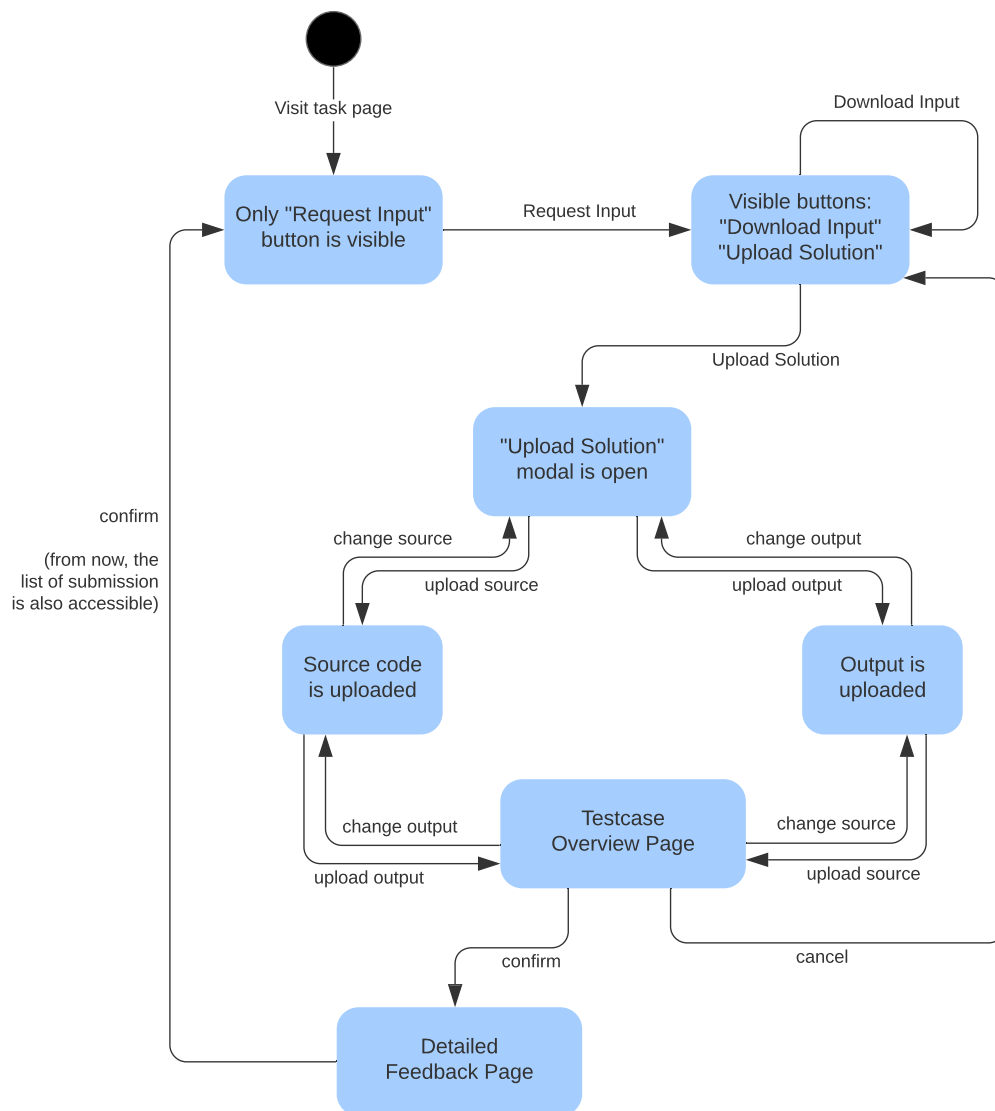 Visit task page
Download Input
Only "Request Input"
button is visible
Request Input
Visible buttons:
"Download Input"
"Upload Solution"
Upload Solution
"Upload Solution"
modal is open
confirm
(from now, the
list of submission
is also accessible)
change source
upload source
change output
upload output
Source code
is uploaded
Output is
uploaded
Testcase
Overview Page
change output
upload output
change source
upload source
confirm
cancel
Detailed
Feedback Page